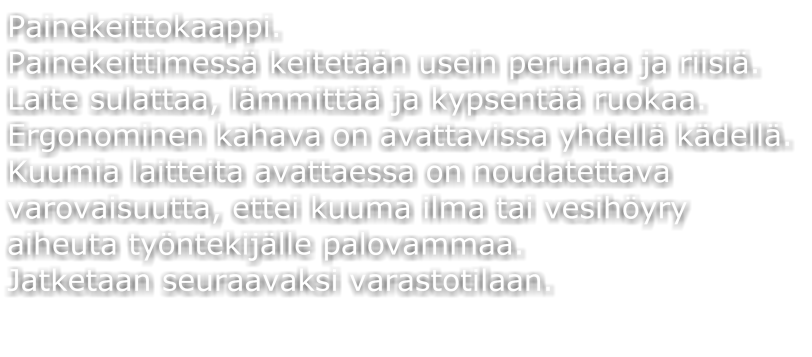 Painekeittokaappi.
Painekeittimessä keitetään usein perunaa ja riisiä.
Laite sulattaa, lämmittää ja kypsentää ruokaa.
Ergonominen kahava on avattavissa yhdellä kädellä.
Kuumia laitteita avattaessa on noudatettava
varovaisuutta, ettei kuuma ilma tai vesihöyry
aiheuta työntekijälle palovammaa.
Jatketaan seuraavaksi varastotilaan.